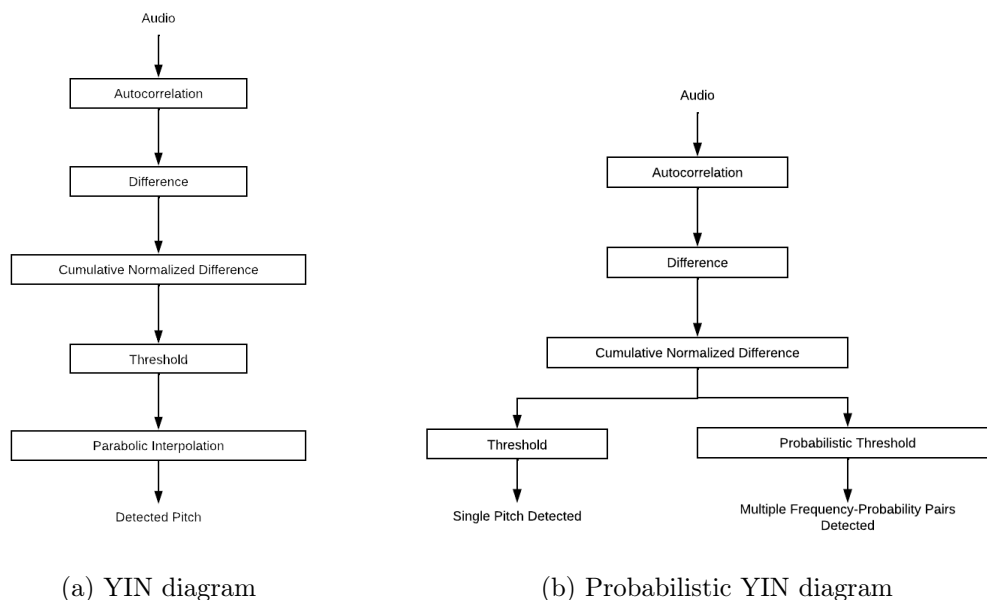 Audio
Autocorrelation
Difference
Cumulative Normalized Difference
Threshold
Parabolic Interpolation
Detected Pitch
(a) YIN diagram
Audio
Autocorrelation
Difference
Cumulative Normalized Difference
Threshold
Probabilistic Threshold
Single Pitch Detected
Multiple Frequency-Probability Pairs
Detected
(b) Probabilistic YIN diagram